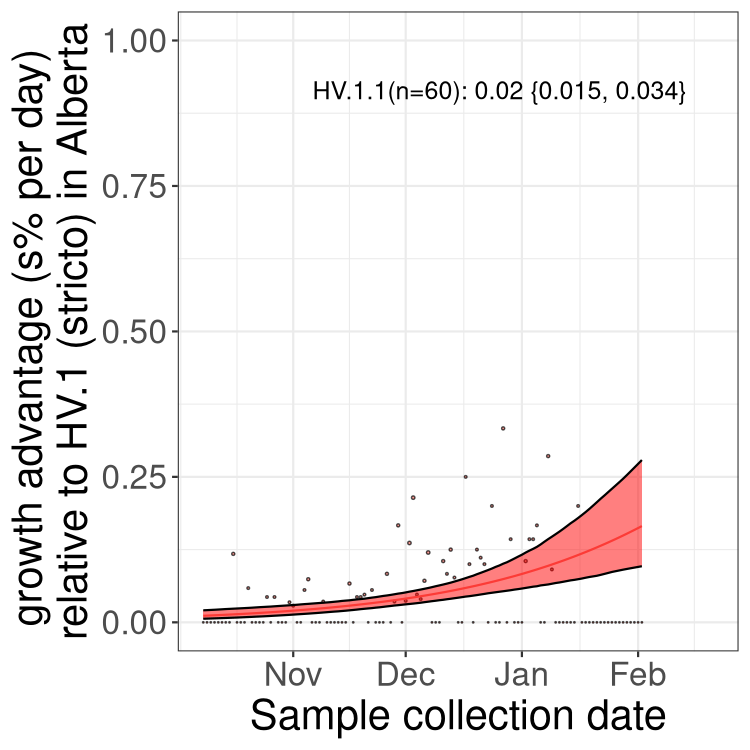 growth advantage (s% per day)
relative to HV.1 (stricto) in Alberta
1.00
0.75
0.50
0.25
0.00
HV.1.1(n=60): 0.02 {0.015, 0.034}
Nov Dec Jan Feb
Sample collection date